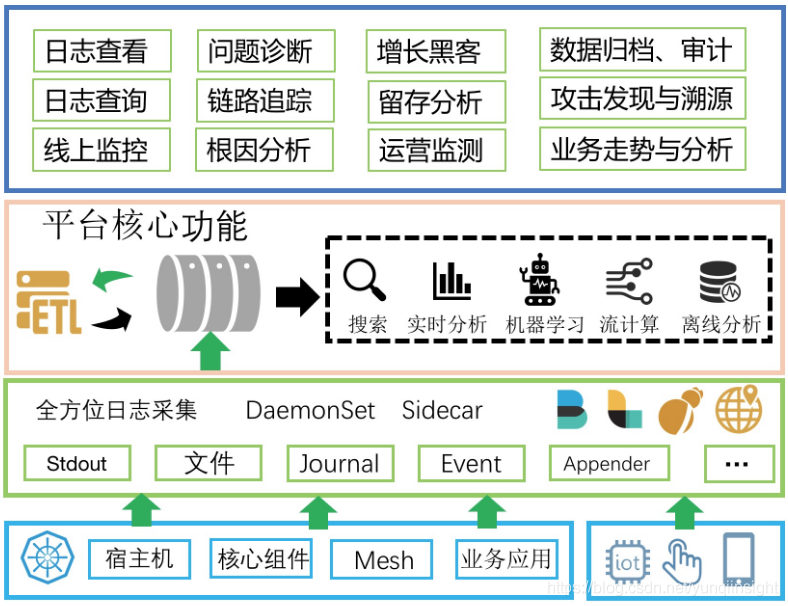 日志查看 问题诊断 增长黑客 数据归档、审计
日志查询 链路追踪 留存分析 攻击发现与溯源
线上监控 根因分析 运营监测 业务走势与分析
平台核心功能
ETL
搜索 实时分析 机器学习 流计算 离线分析
全方位日志采集 DaemonSet Sidecar
Stdout 文件 Journal Event Appender ...
宿主机 核心组件 Mesh 业务应用 iot
https://blog.csdn.net/yunqiinsight